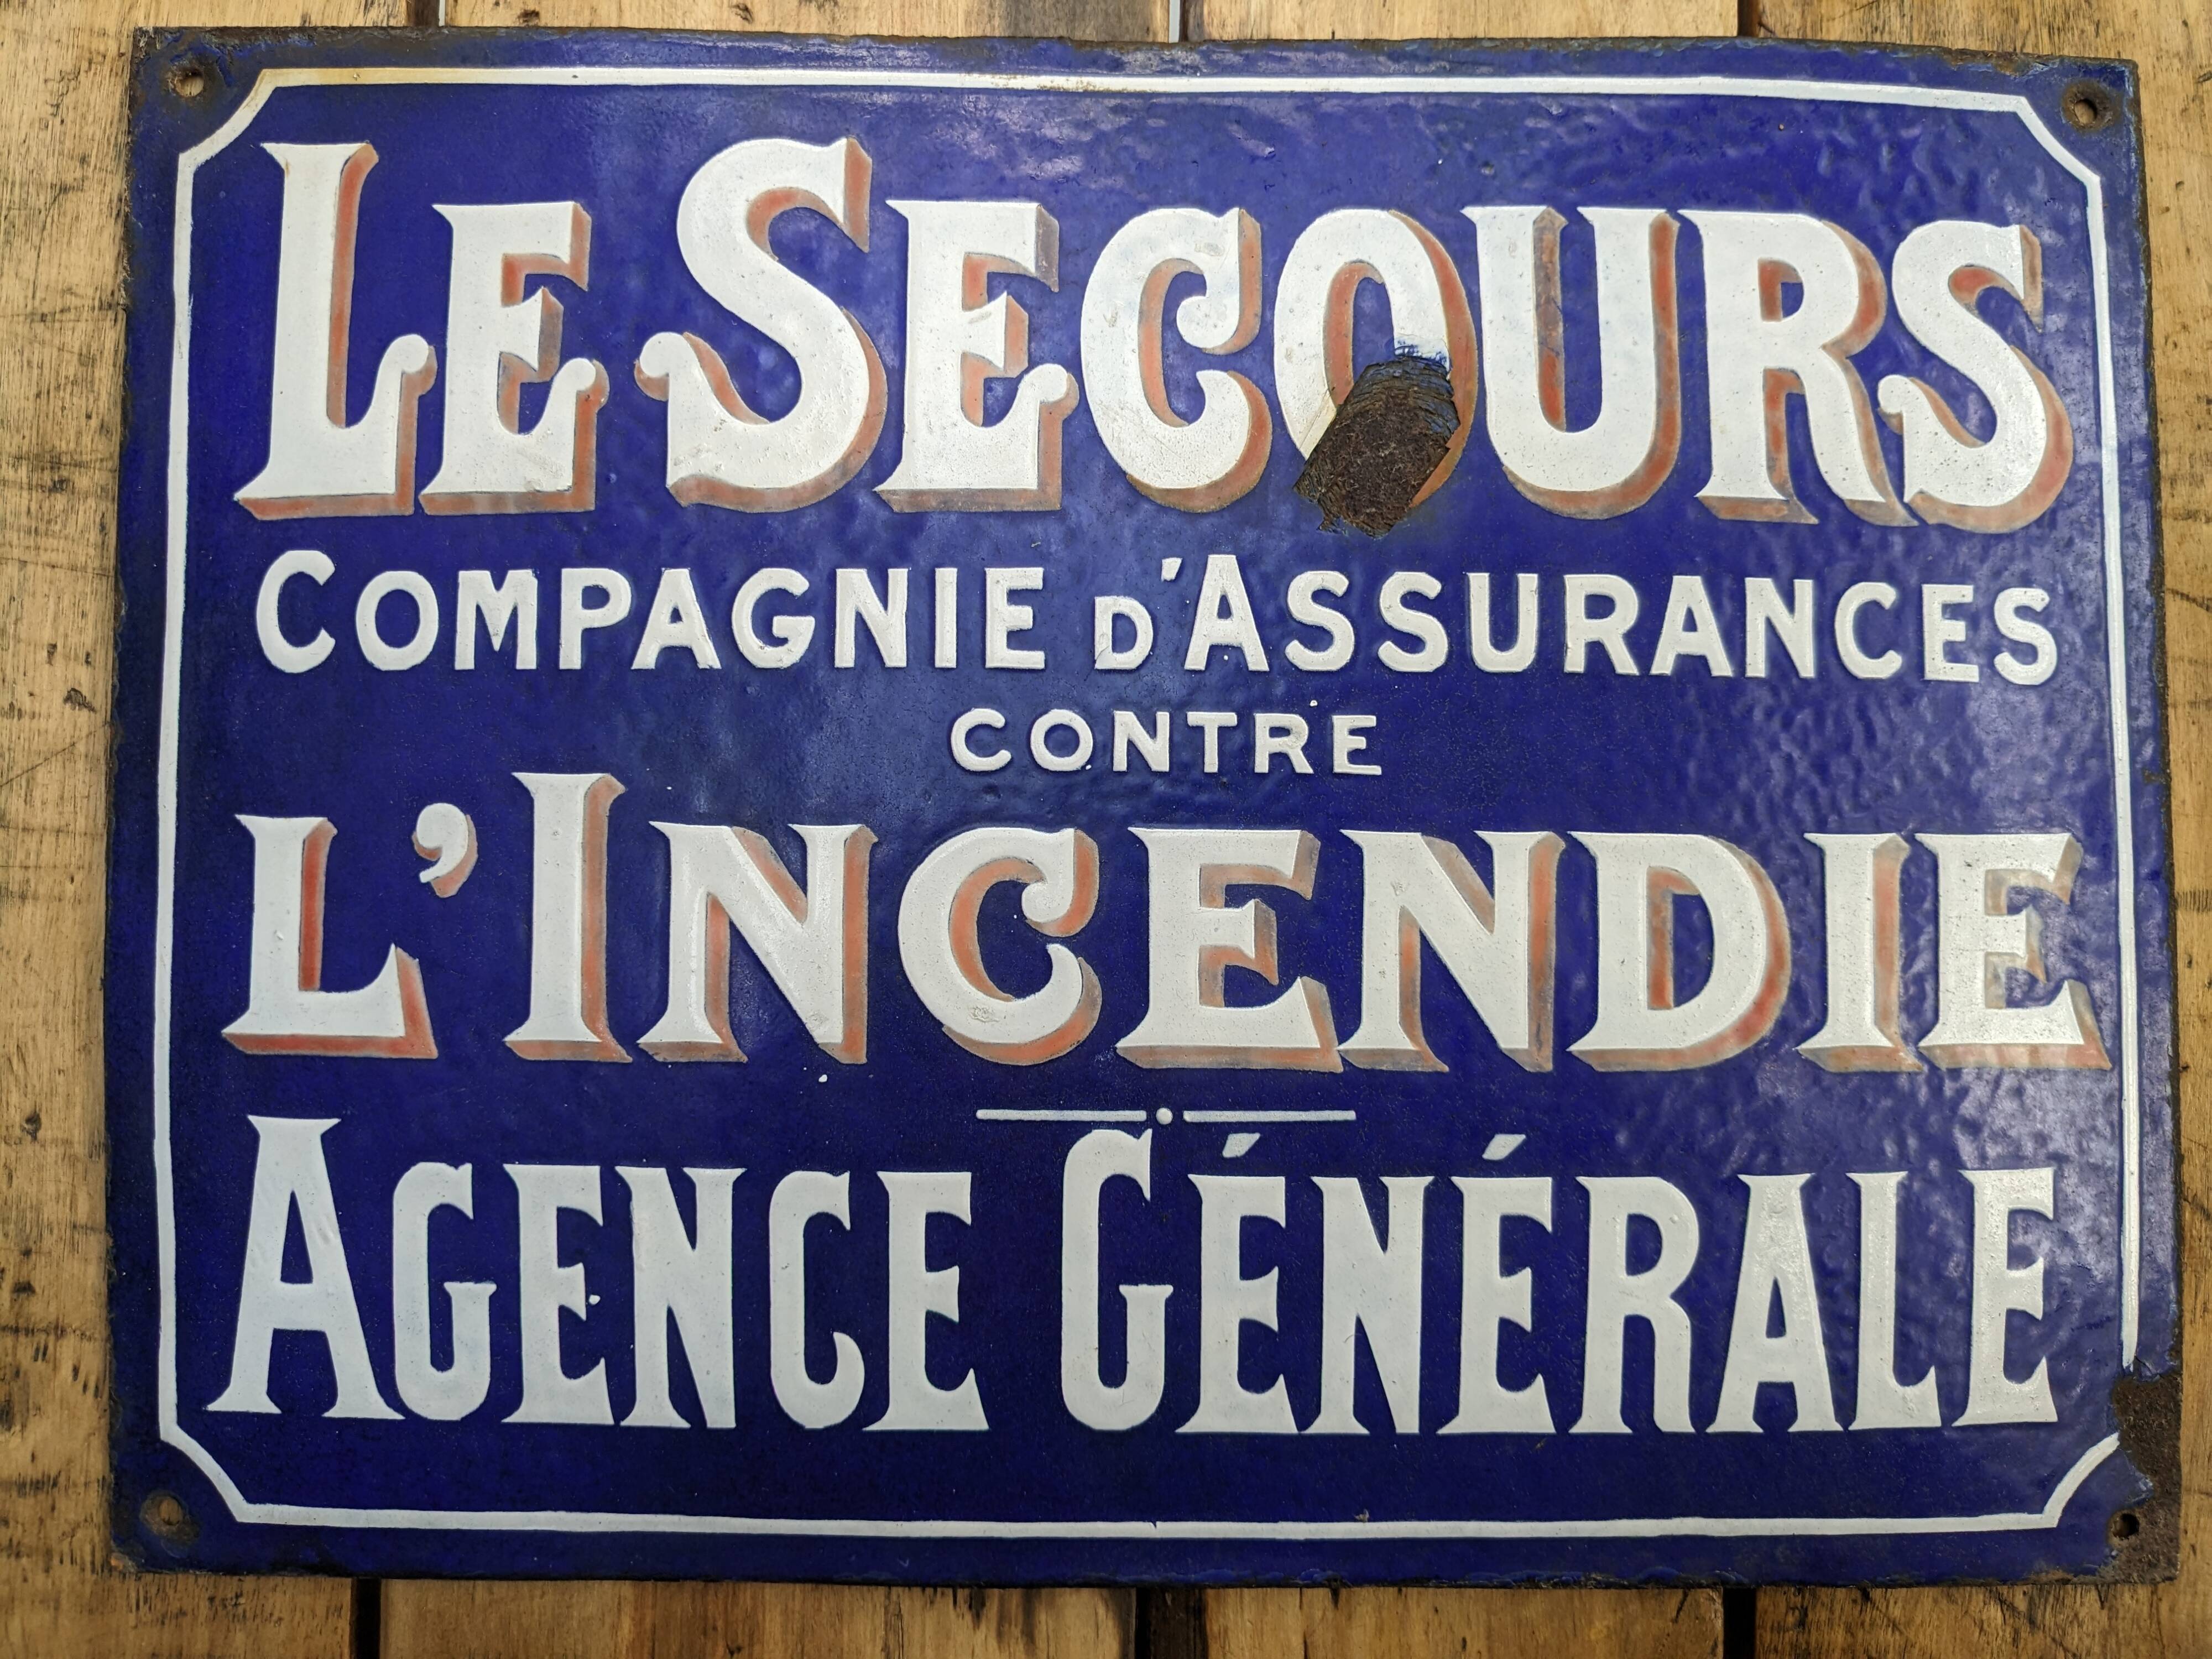 LE SECOURS
COMPAGNIE D'ASSURANCES
CONTRE
L'INCENDIE
AGENCE GÉNÉRALE